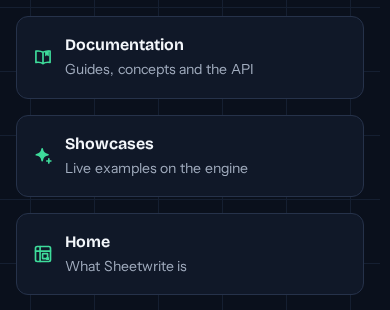 Documentation
Guides, concepts and the API
Showcases
Live examples on the engine
Home
What Sheetwrite is